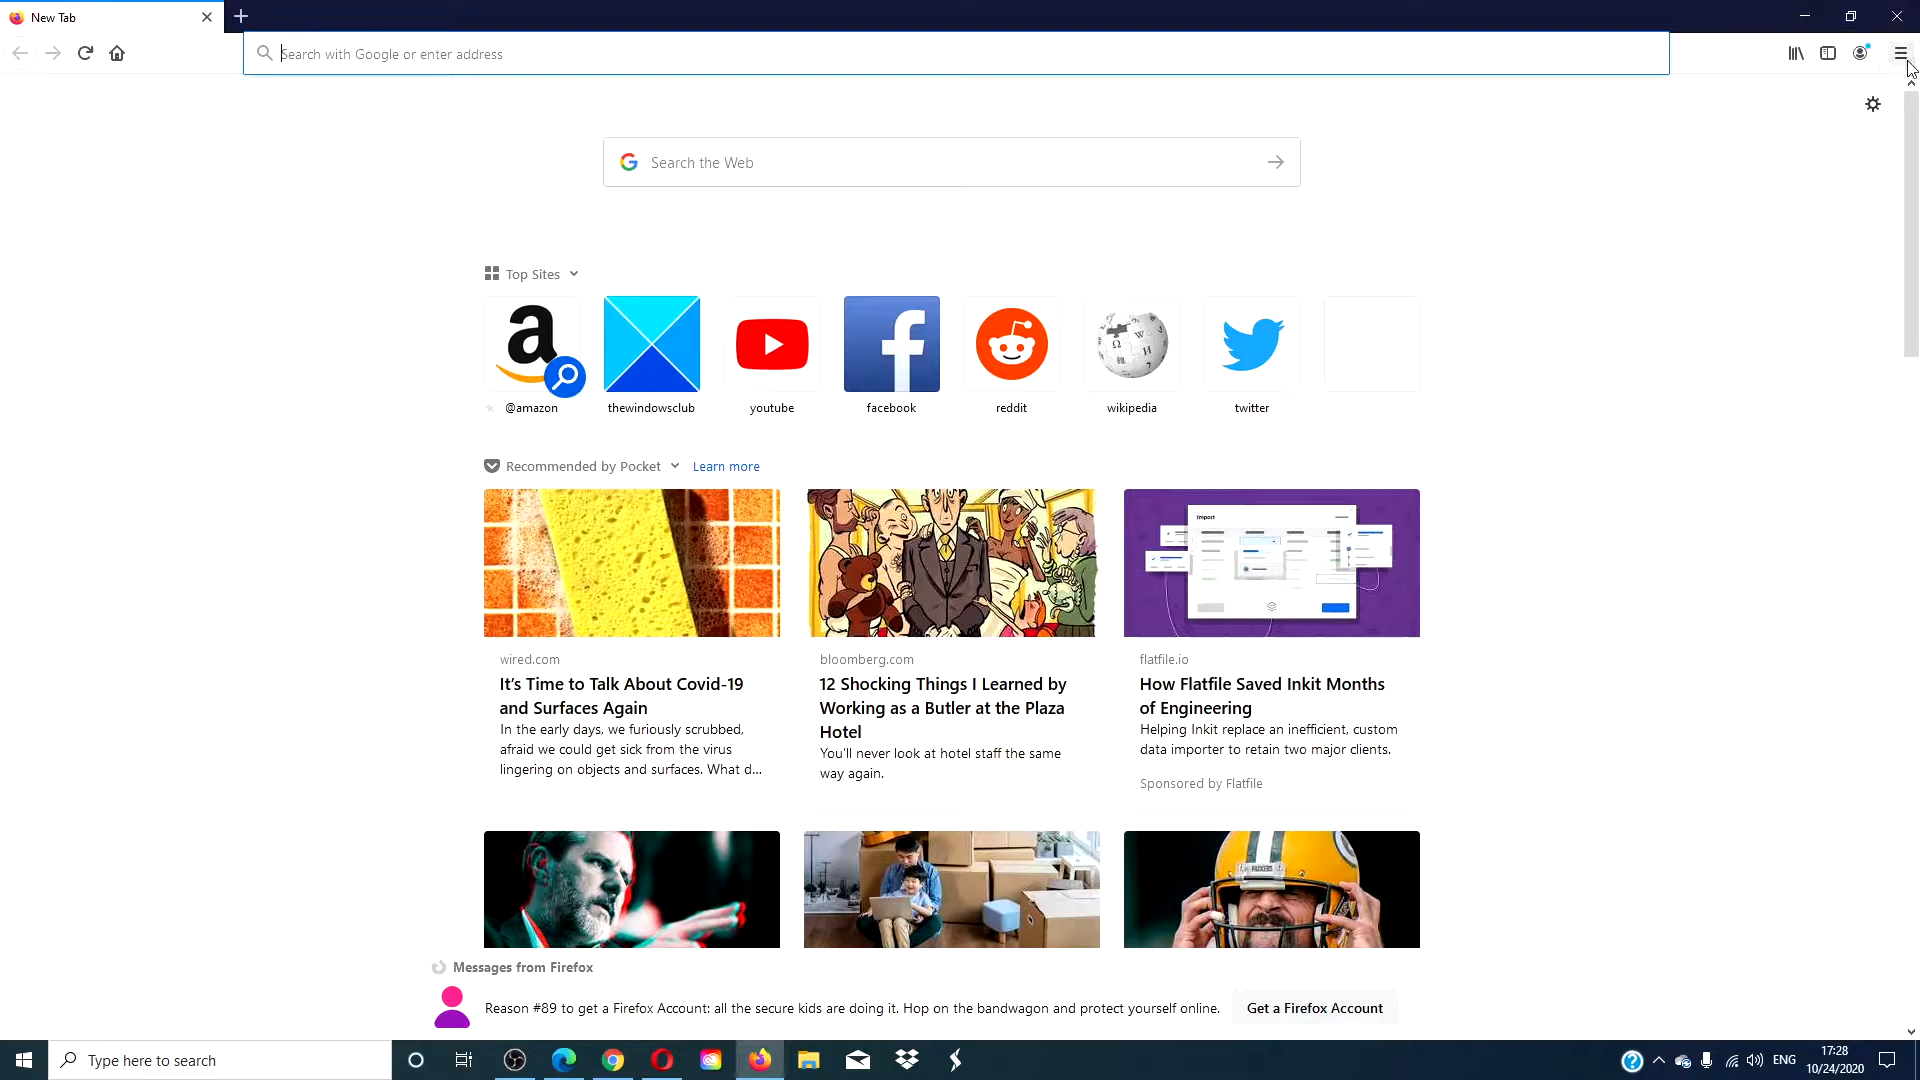 New Tab
Search with Google or enter address
Search the Web
Top Sites
@amazon
thewindowsclub
youtube
facebook
reddit
wikipedia
twitter
Recommended by Pocket
Learn more
Import
wired.com
It's Time to Talk About Covid-19
and Surfaces Again
In the early days, we furiously scrubbed,
afraid we could get sick from the virus
lingering on objects and surfaces. What d...
bloomberg.com
12 Shocking Things I Learned by
Working as a Butler at the Plaza
Hotel
You'll never look at hotel staff the same
way again.
flatfile.io
How Flatfile Saved Inkit Months
of Engineering
Helping Inkit replace an inefficient, custom
data importer to retain two major clients.
Sponsored by Flatfile
PACKERS
Messages from Firefox
Reason #89 to get a Firefox Account: all the secure kids are doing it. Hop on the bandwagon and protect yourself online.
Get a Firefox Account
Type here to search
ENG
17:28
10/24/2020